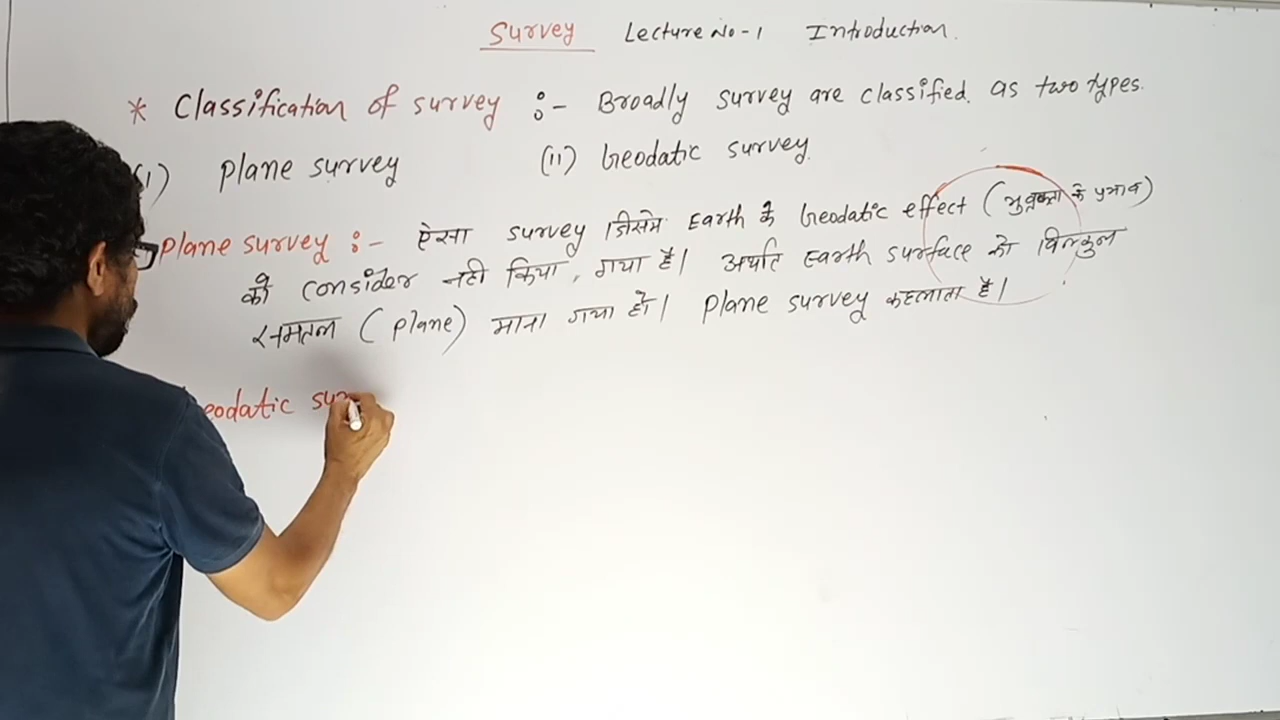 Survey Lecture No-1 Introduction.
* Classification of survey :- Broadly survey are classified. as two types.
(i) plane survey (ii) Geodatic survey.
Plane survey :- ऐसा survey जिसमे Earth के Geodatic effect ( के प्रभाव)
को consider नही किया, गया है। अर्थात Earth surface को बिल्कुल
समतल (plane) माना गया हो। plane survey कहलाता है।
eodatic sur